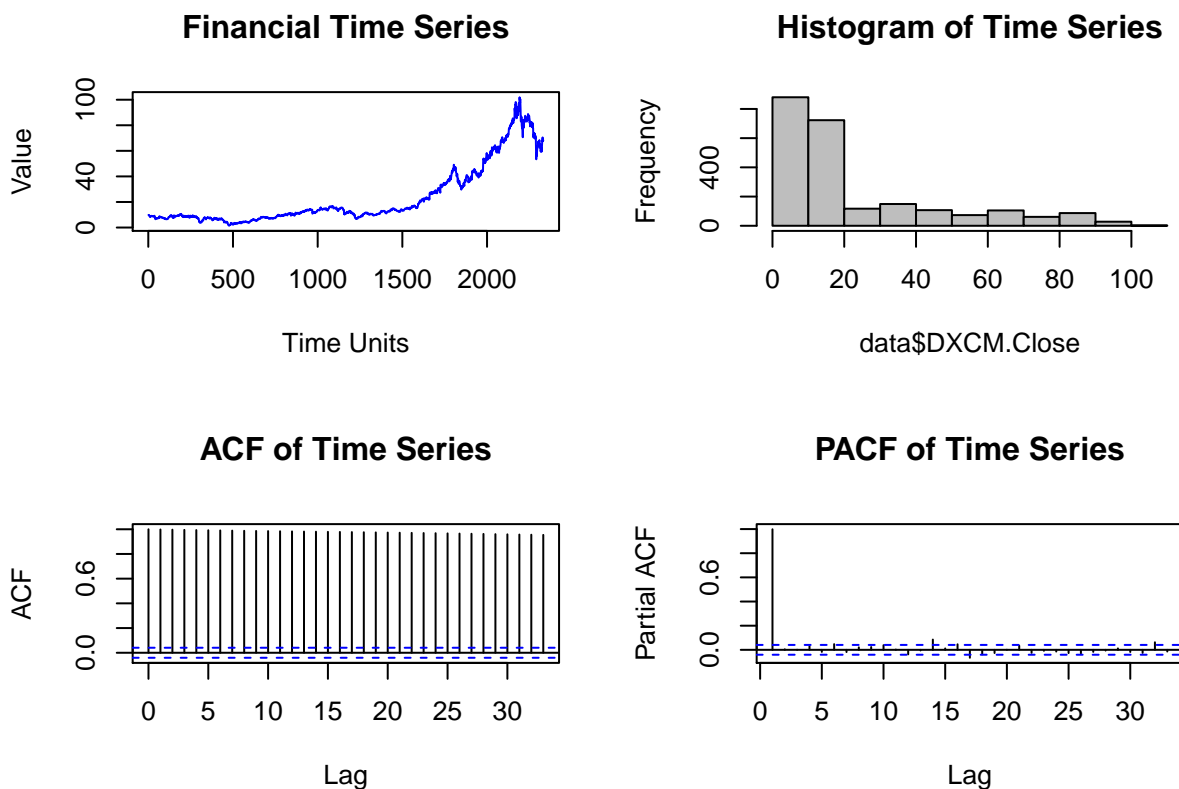 Financial Time Series
Value
0 40 100
0 500 1000 1500 2000
Time Units
Histogram of Time Series
Frequency
0 400
0 20 40 60 80 100
data$DXCM.Close
ACF of Time Series
ACF
0.0 0.6
0 5 10 15 20 25 30
Lag
PACF of Time Series
Partial ACF
0.0 0.6
0 5 10 15 20 25 30
Lag